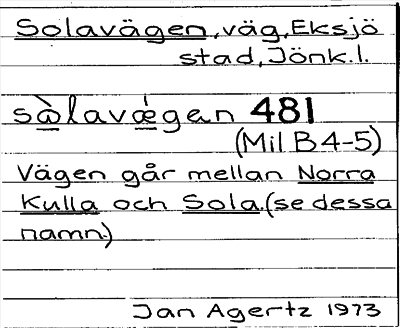 Solavägen, väg, Eksjö
stad, Jönk. l.
sòlavǽgan 481
(Mil B 4-5)
Vägen går mellan Norra
Kulla och Sola. (se dessa
namn.)
Jan Agertz 1973